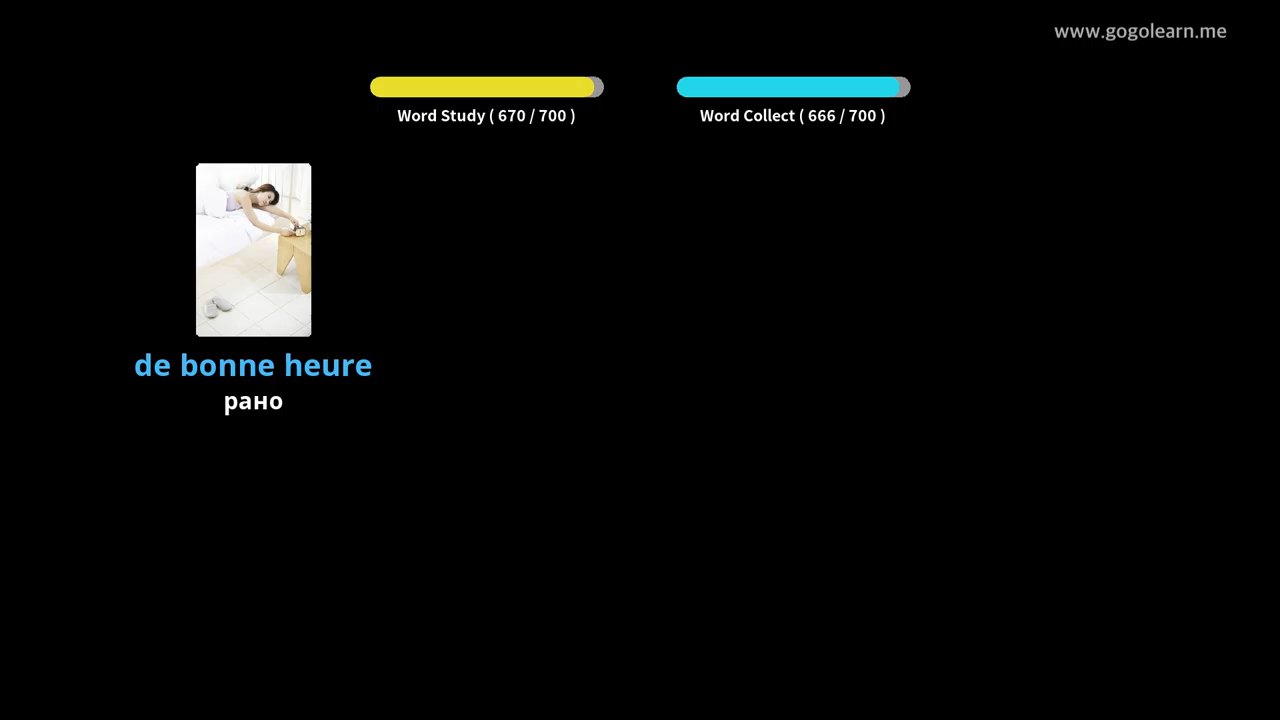 www.gogolearn.me
Word Study ( 670 / 700 )
Word Collect ( 666 / 700 )
de bonne heure
рано